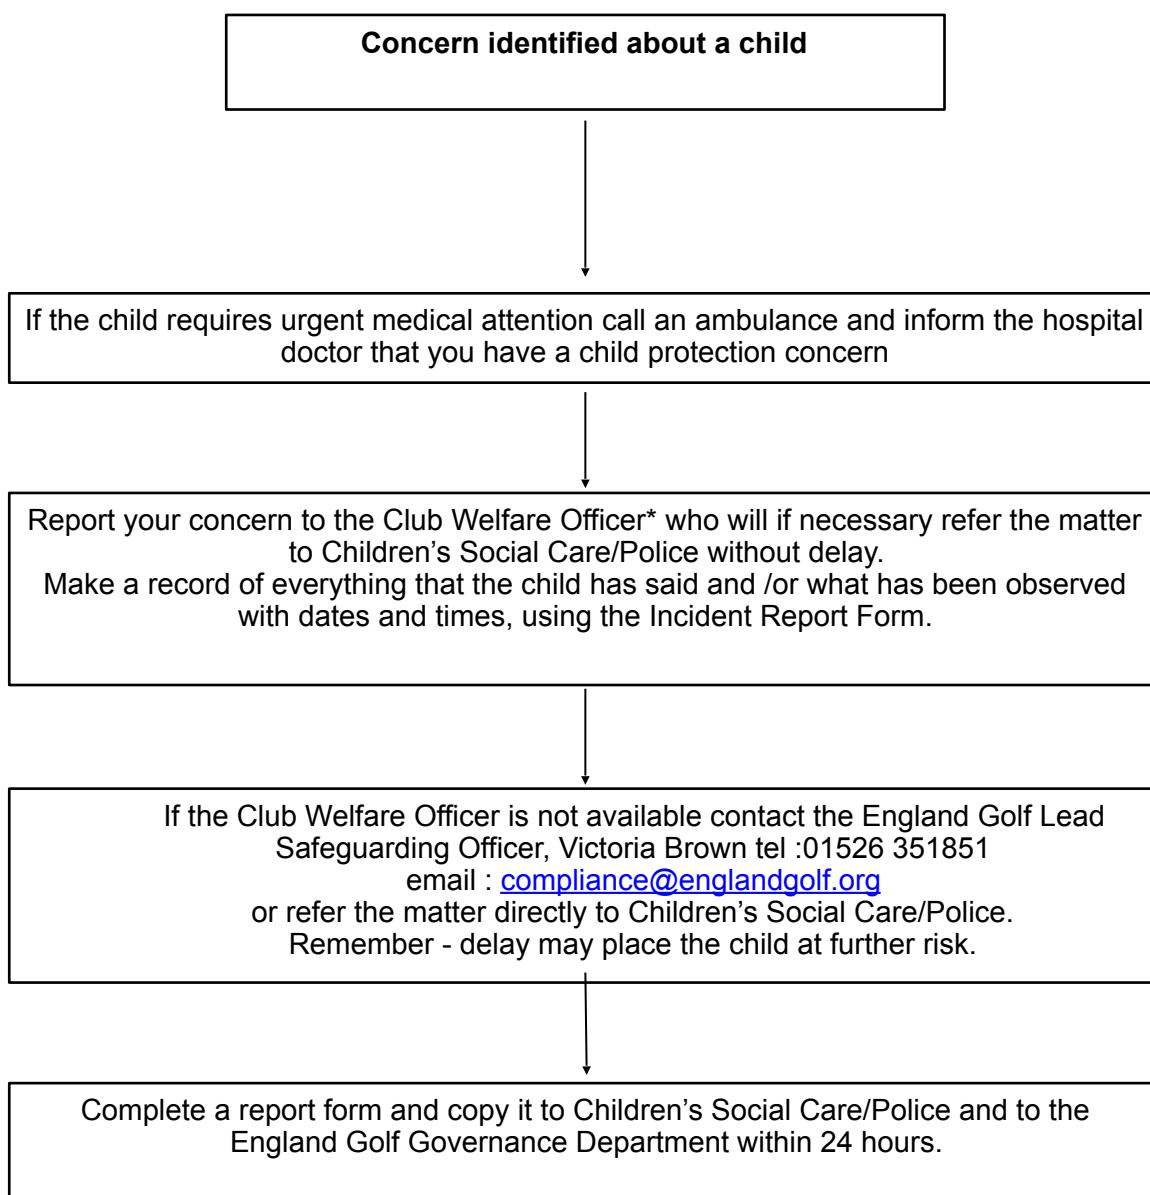 Concern identified about a child
If the child requires urgent medical attention call an ambulance and inform the hospital
doctor that you have a child protection concern
Report your concern to the Club Welfare Officer* who will if necessary refer the matter
to Children’s Social Care/Police without delay.
Make a record of everything that the child has said and /or what has been observed
with dates and times, using the Incident Report Form.
If the Club Welfare Officer is not available contact the England Golf Lead
Safeguarding Officer, Victoria Brown tel :01526 351851
email : compliance@englandgolf.org
or refer the matter directly to Children’s Social Care/Police.
Remember - delay may place the child at further risk.
Complete a report form and copy it to Children’s Social Care/Police and to the
England Golf Governance Department within 24 hours.